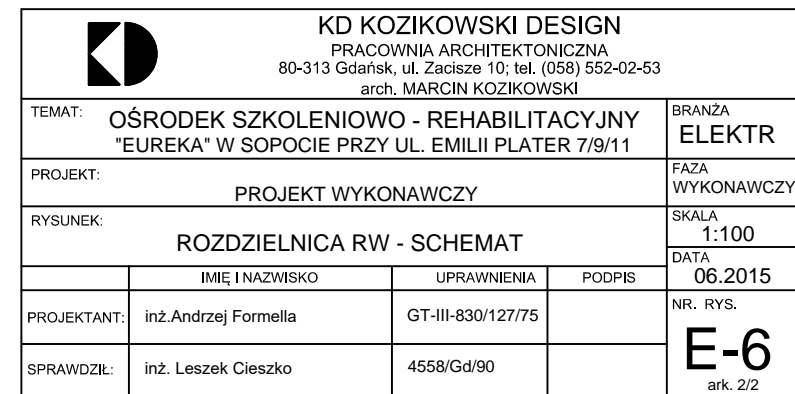 KD KOZIKOWSKI DESIGN
PRACOWNIA ARCHITEKTONICZNA
80-313 Gdańsk, ul. Zacisze 10; tel. (058) 552-02-53
arch. MARCIN KOZIKOWSKI
TEMAT:
OŚRODEK SZKOLENIOWO - REHABILITACYJNY
"EUREKA" W SOPOCIE PRZY UL. EMILII PLATER 7/9/11
BRANŻA
ELEKTR
PROJEKT:
PROJEKT WYKONAWCZY
FAZA
WYKONAWCZY
RYSUNEK:
ROZDZIELNICA RW - SCHEMAT
SKALA
1:100
DATA
06.2015
IMIĘ I NAZWISKO UPRAWNIENIA PODPIS
PROJEKTANT: inż.Andrzej Formella GT-III-830/127/75
SPRAWDZIŁ: inż. Leszek Cieszko 4558/Gd/90
NR. RYS.
E-6
ark. 2/2